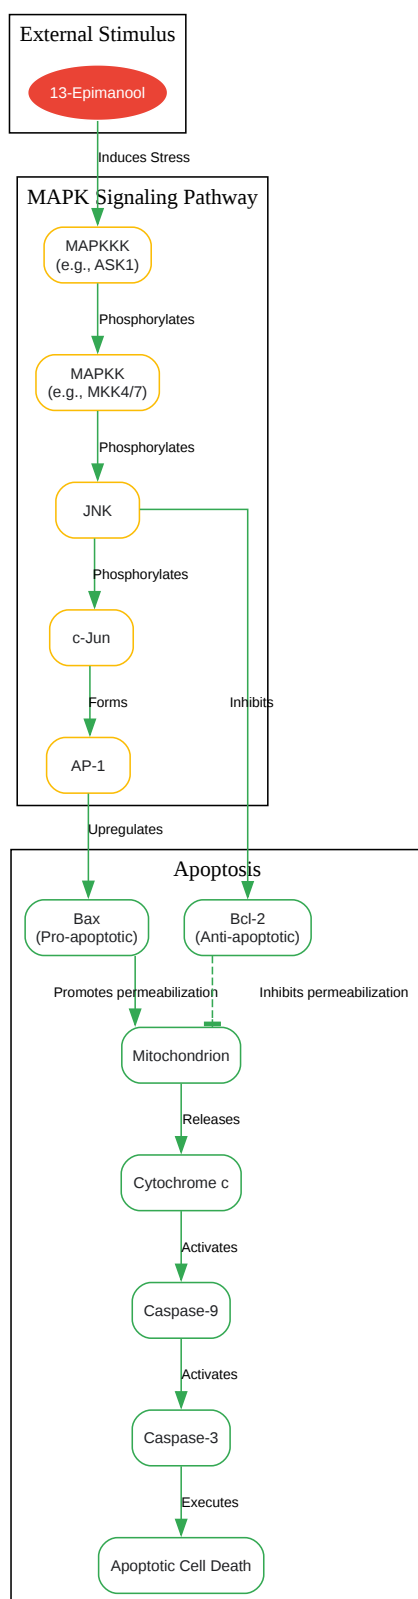 External Stimulus
13-Epimanool
Induces Stress
MAPK Signaling Pathway
MAPKKK
(e.g., ASK1)
Phosphorylates
MAPKK
(e.g., MKK4/7)
Phosphorylates
JNK
Phosphorylates
c-Jun
Forms
Inhibits
AP-1
Upregulates
Apoptosis
Bax
(Pro-apoptotic)
Bcl-2
(Anti-apoptotic)
Promotes permeabilization
Inhibits permeabilization
Mitochondrion
Releases
Cytochrome c
Activates
Caspase-9
Activates
Caspase-3
Executes
Apoptotic Cell Death